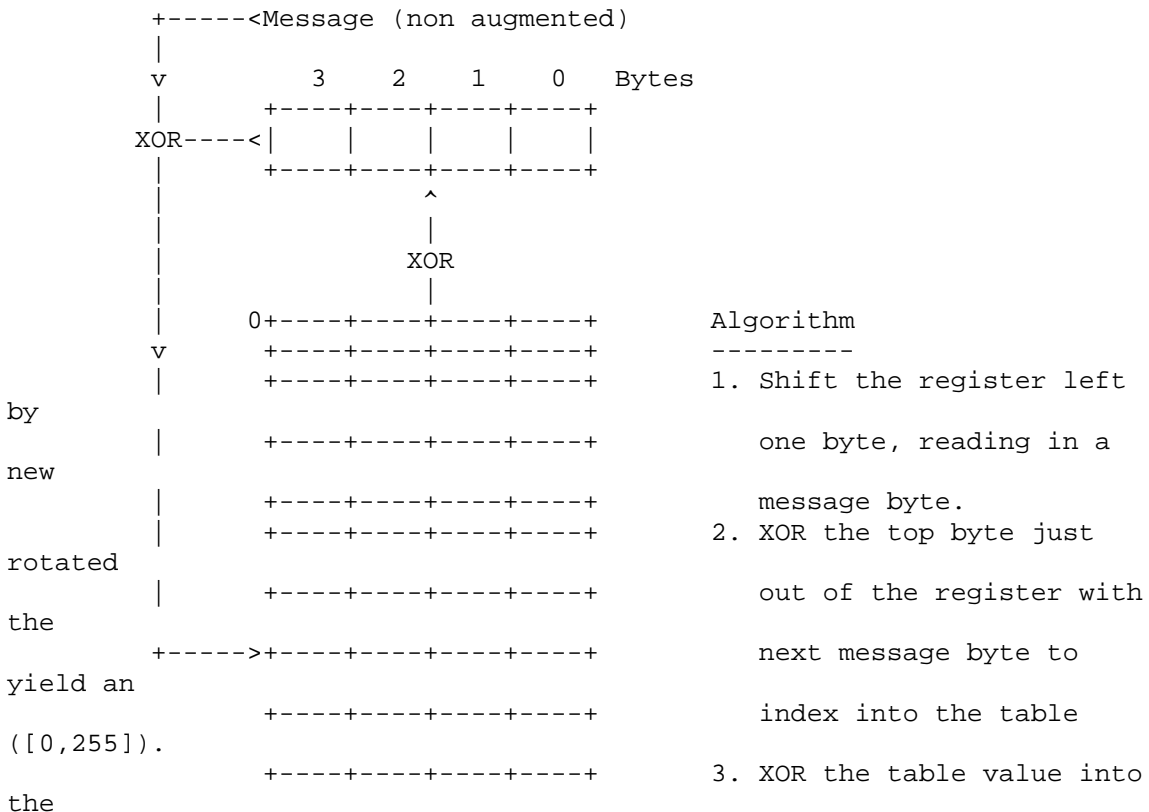 +-----<Message (non augmented)
|
v 3 2 1 0 Bytes
| +----+----+----+----+
XOR----<| | | | |
| +----+----+----+----+
| ^
| |
| XOR
| |
| 0+----+----+----+----+ Algorithm
v +----+----+----+----+ ---------
| +----+----+----+----+ 1. Shift the register left
by
| +----+----+----+----+ one byte, reading in a
new
| +----+----+----+----+ message byte.
| +----+----+----+----+ 2. XOR the top byte just
rotated
| +----+----+----+----+ out of the register with
the
+----->+----+----+----+----+ next message byte to
yield an
+----+----+----+----+ index into the table
([0,255]).
+----+----+----+----+ 3. XOR the table value into
the